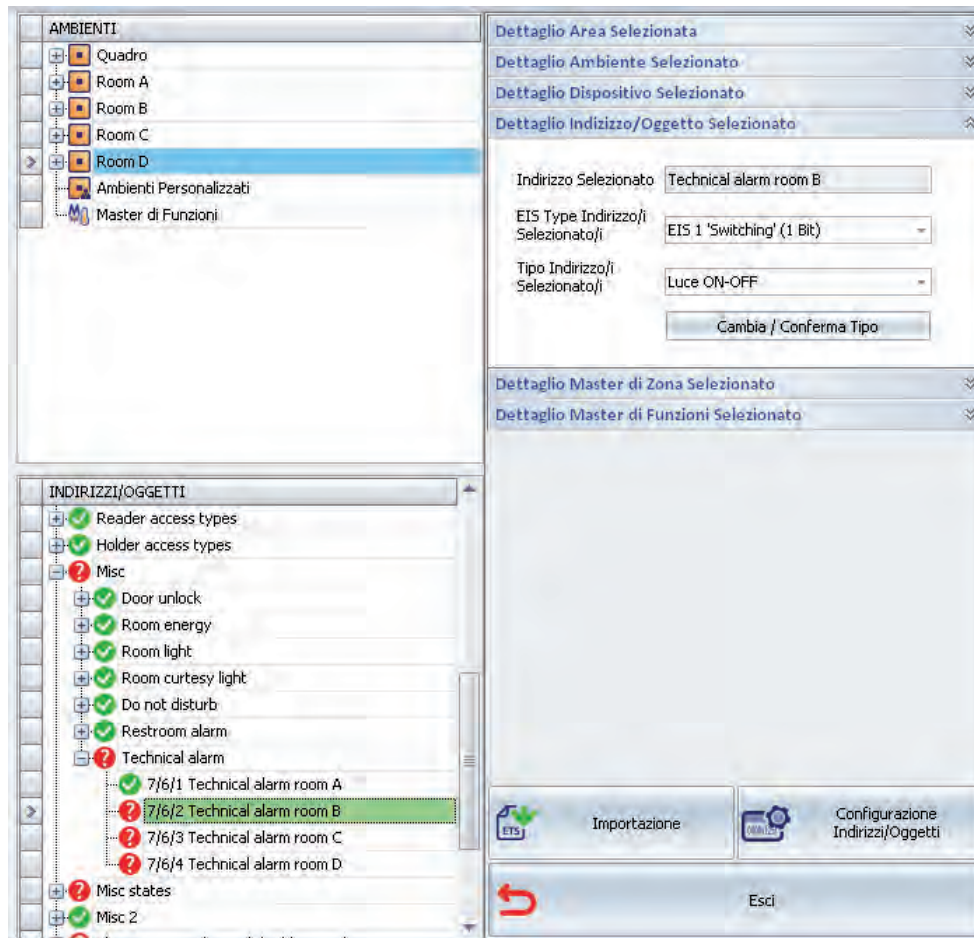 AMBIENTI
Quadro
Room A
Room B
Room C
Room D
Ambienti Personalizzati
Master di Funzioni
Dettaglio Area Selezionata
Dettaglio Ambiente Selezionato
Dettaglio Dispositivo Selezionato
Dettaglio Indizizzo/Oggetto Selezionato
Indirizzo Selezionato Technical alarm room B
EIS Type Indirizzo/i
Selezionato/i
EIS 1 'Switching' (1 Bit)
Tipo Indirizzo/i
Selezionato/i
Luce ON-OFF
Cambia / Conferma Tipo
Dettaglio Master di Zona Selezionato
Dettaglio Master di Funzioni Selezionato
INDIRIZZI/OGGETTI
Reader access types
Holder access types
Misc
Door unlock
Room energy
Room light
Room curtesy light
Do not disturb
Restroom alarm
Technical alarm
7/6/1 Technical alarm room A
7/6/2 Technical alarm room B
7/6/3 Technical alarm room C
7/6/4 Technical alarm room D
Misc states
Misc 2
ETS
Importazione
Configurazione
Indirizzi/Oggetti
Esci